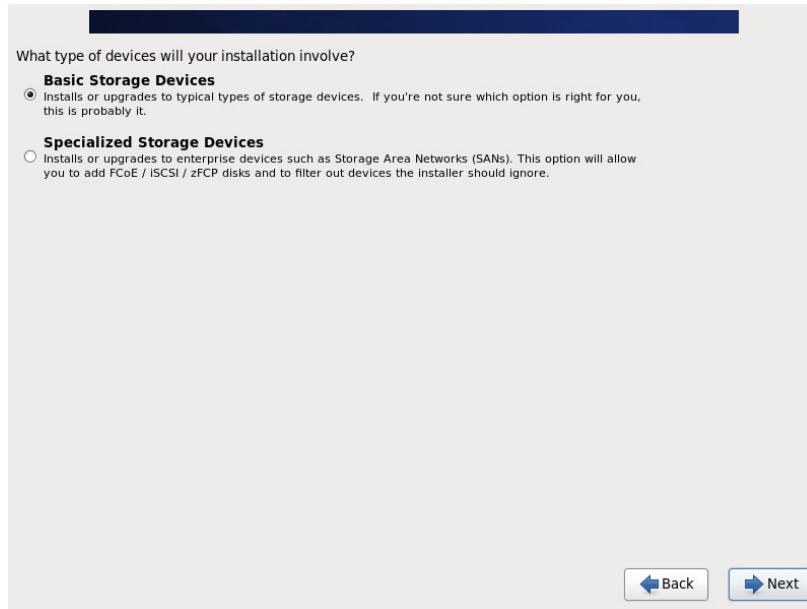 What type of devices will your installation involve?
Basic Storage Devices
Installs or upgrades to typical types of storage devices.  If you're not sure which option is right for you,
this is probably it.
Specialized Storage Devices
Installs or upgrades to enterprise devices such as Storage Area Networks (SANs). This option will allow
you to add FCoE / iSCSI / zFCP disks and to filter out devices the installer should ignore.
Back
Next